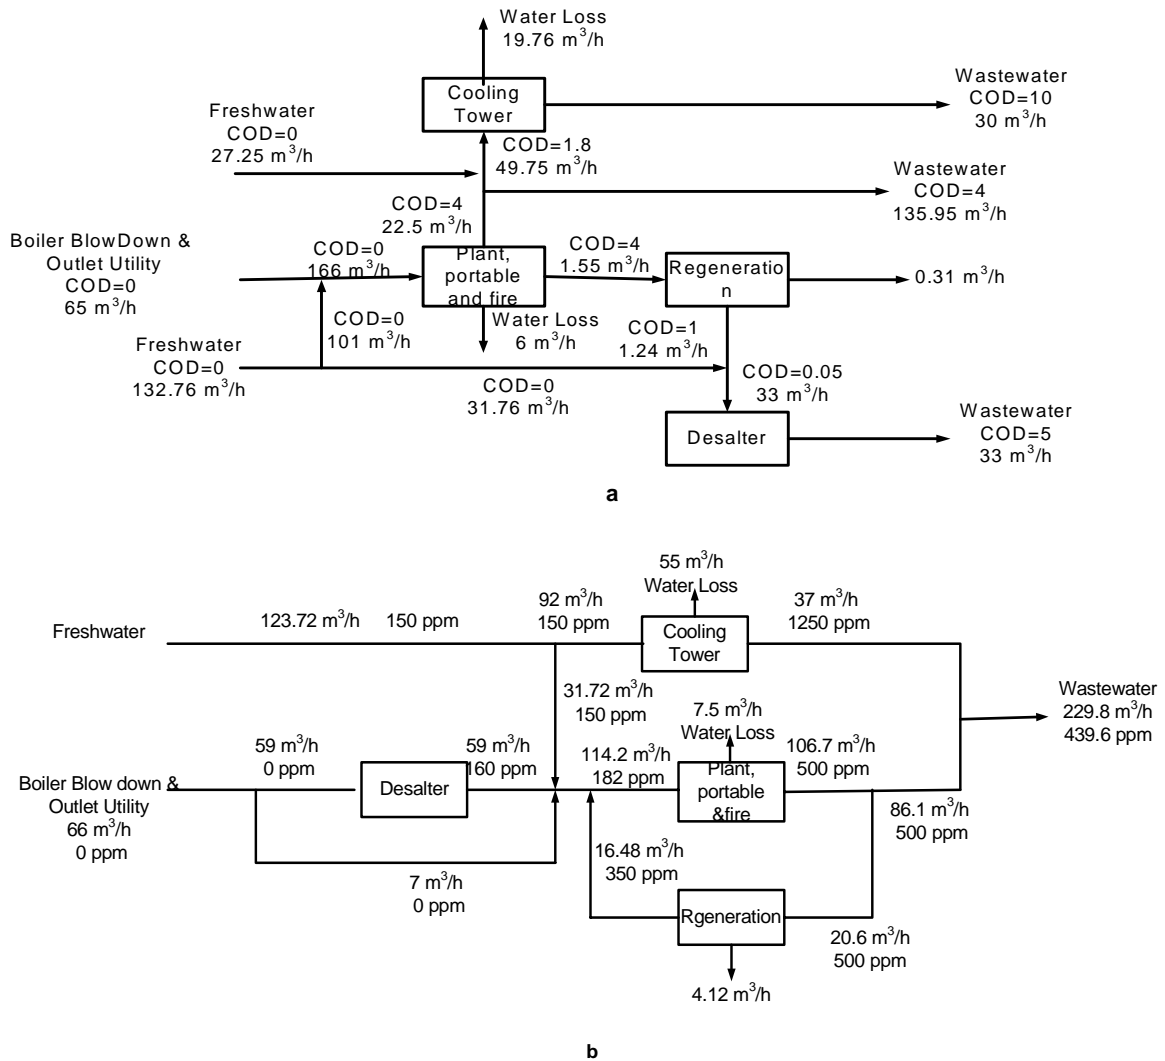 Water Loss
19.76 m³/h
Cooling
Tower
Wastewater
COD=10
30 m³/h
Freshwater
COD=0
27.25 m³/h
COD=1.8
49.75 m³/h
Wastewater
COD=4
135.95 m³/h
COD=4
22.5 m³/h
Boiler BlowDown &
Outlet Utility
COD=0
65 m³/h
COD=0
166 m³/h
Plant,
portable
and fire
COD=4
1.55 m³/h
Regeneratio
n
0.31 m³/h
COD=0
101 m³/h
Water Loss
6 m³/h
COD=1
1.24 m³/h
Freshwater
COD=0
132.76 m³/h
COD=0
31.76 m³/h
COD=0.05
33 m³/h
Desalter
Wastewater
COD=5
33 m³/h
a
55 m³/h
Water Loss
Freshwater
123.72 m³/h
150 ppm
92 m³/h
150 ppm
Cooling
Tower
37 m³/h
1250 ppm
31.72 m³/h
150 ppm
7.5 m³/h
Water Loss
Wastewater
229.8 m³/h
439.6 ppm
Boiler Blow down &
Outlet Utility
66 m³/h
0 ppm
59 m³/h
0 ppm
Desalter
59 m³/h
160 ppm
114.2 m³/h
182 ppm
Plant,
portable
&fire
106.7 m³/h
500 ppm
86.1 m³/h
500 ppm
7 m³/h
0 ppm
16.48 m³/h
350 ppm
Rgeneration
20.6 m³/h
500 ppm
4.12 m³/h
b